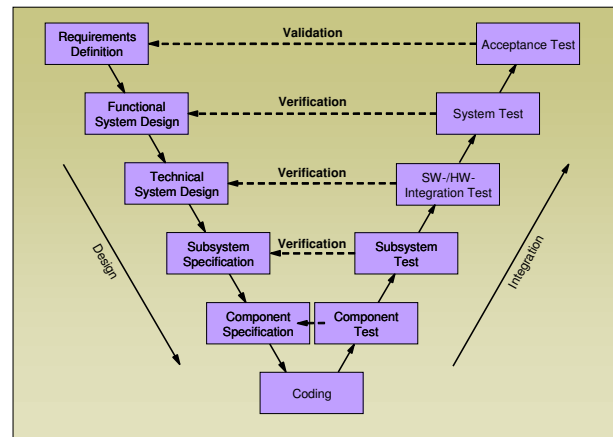 Requirements
Definition
Validation
Acceptance Test
Functional
System Design
Verification
System Test
Technical
System Design
Verification
SW-/HW-
Integration Test
Subsystem
Specification
Verification
Subsystem
Test
Design
Integration
Component
Specification
Component
Test
Coding